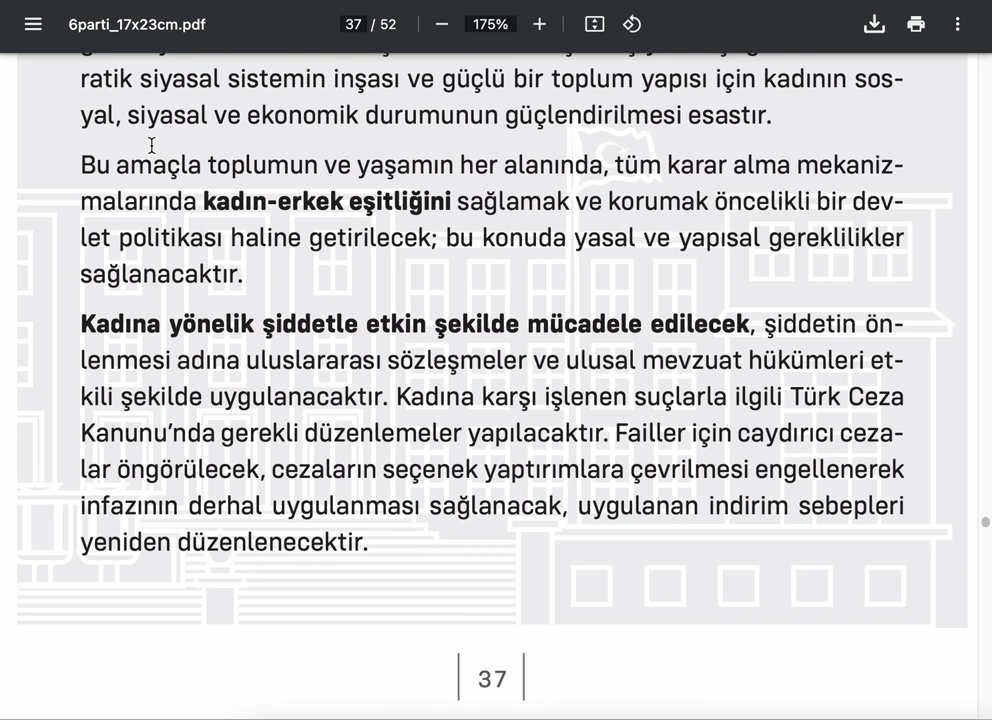 6parti_17x23cm.pdf
37 / 52
175%
ratik siyasal sistemin inşası ve güçlü bir toplum yapısı için kadının sos-
yal, siyasal ve ekonomik durumunun güçlendirilmesi esastır.
Bu amaçla toplumun ve yaşamın her alanında, tüm karar alma mekaniz-
malarında kadın-erkek eşitliğini sağlamak ve korumak öncelikli bir dev-
let politikası haline getirilecek; bu konuda yasal ve yapısal gereklilikler
sağlanacaktır.
Kadına yönelik şiddetle etkin şekilde mücadele edilecek, şiddetin ön-
lenmesi adına uluslararası sözleşmeler ve ulusal mevzuat hükümleri et-
kili şekilde uygulanacaktır. Kadına karşı işlenen suçlarla ilgili Türk Ceza
Kanunu’nda gerekli düzenlemeler yapılacaktır. Failler için caydırıcı ceza-
lar öngörülecek, cezaların seçenek yaptırımlara çevrilmesi engellenerek
infazının derhal uygulanması sağlanacak, uygulanan indirim sebepleri
yeniden düzenlenecektir.
37